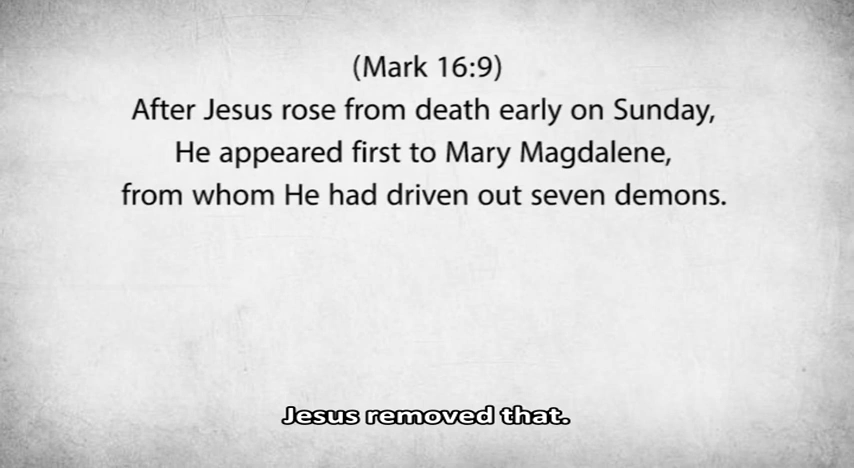 (Mark 16:9)
After Jesus rose from death early on Sunday,
He appeared first to Mary Magdalene,
from whom He had driven out seven demons.
Jesus removed that.